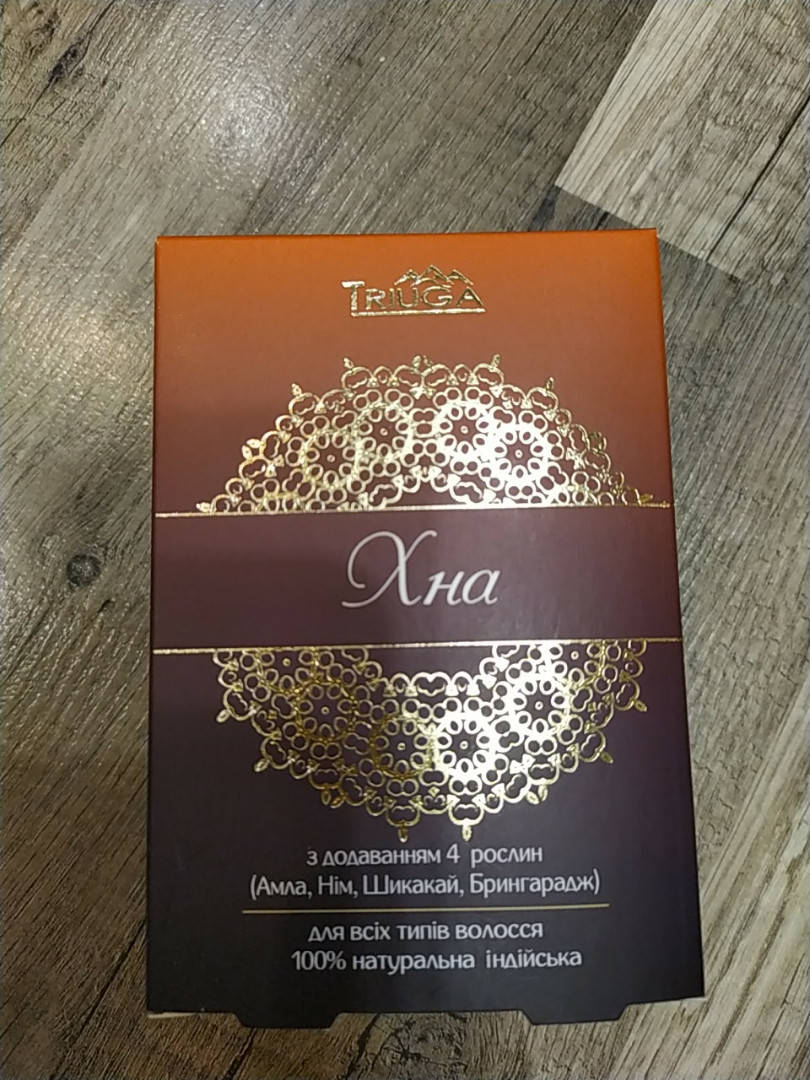 TRIUGA
Хна
з додаванням 4 рослин
(Амла, Нім, Шикакай, Брингарадж)
для всіх типів волосся
100% натуральна індійська